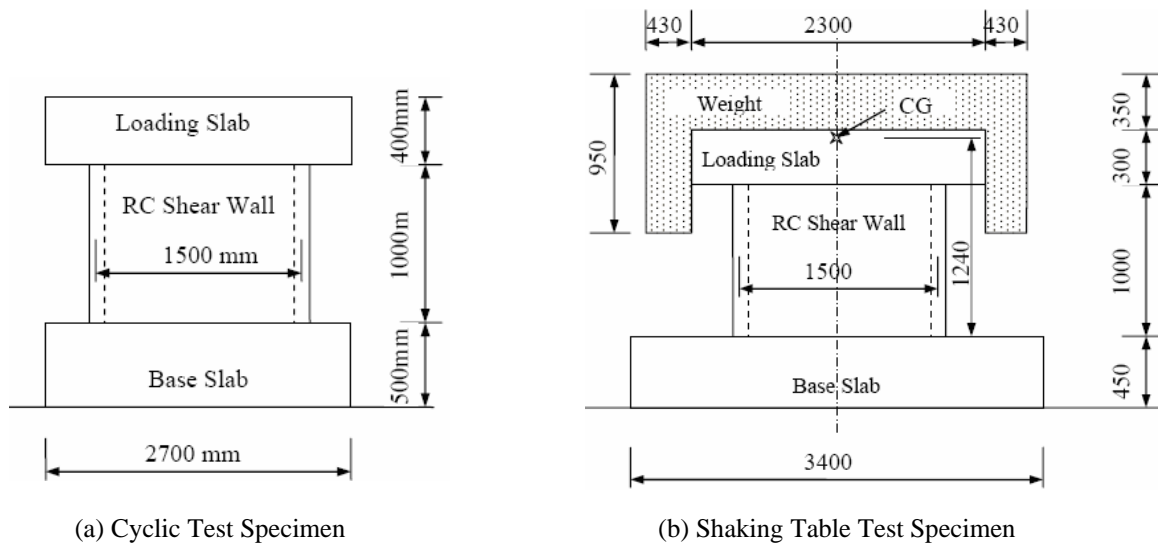 Loading Slab
400mm
RC Shear Wall
1500 mm
1000m
Base Slab
500mm
2700 mm
(a) Cyclic Test Specimen
430
2300
430
Weight
CG
350
950
Loading Slab
300
RC Shear Wall
1500
1240
1000
Base Slab
450
3400
(b) Shaking Table Test Specimen